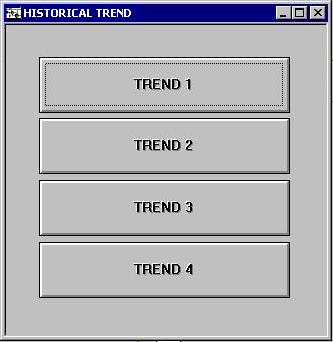 HISTORICAL TREND
TREND 1
TREND 2
TREND 3
TREND 4